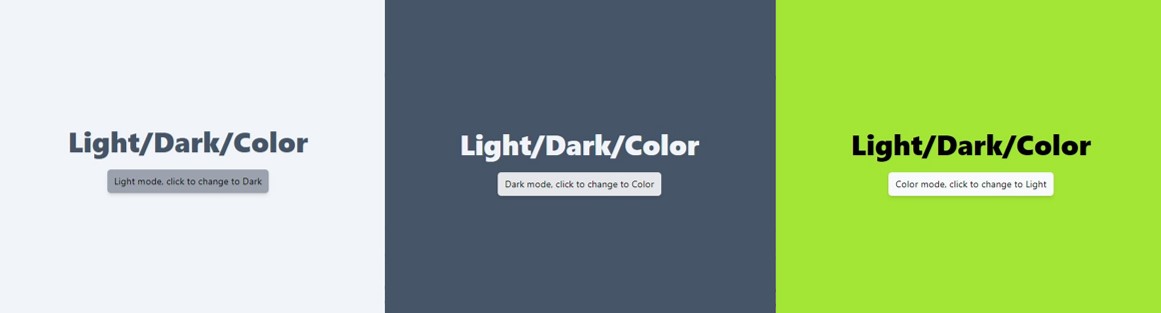 Light/Dark/Color
Light mode, click to change to Dark
Light/Dark/Color
Dark mode, click to change to Color
Light/Dark/Color
Color mode, click to change to Light